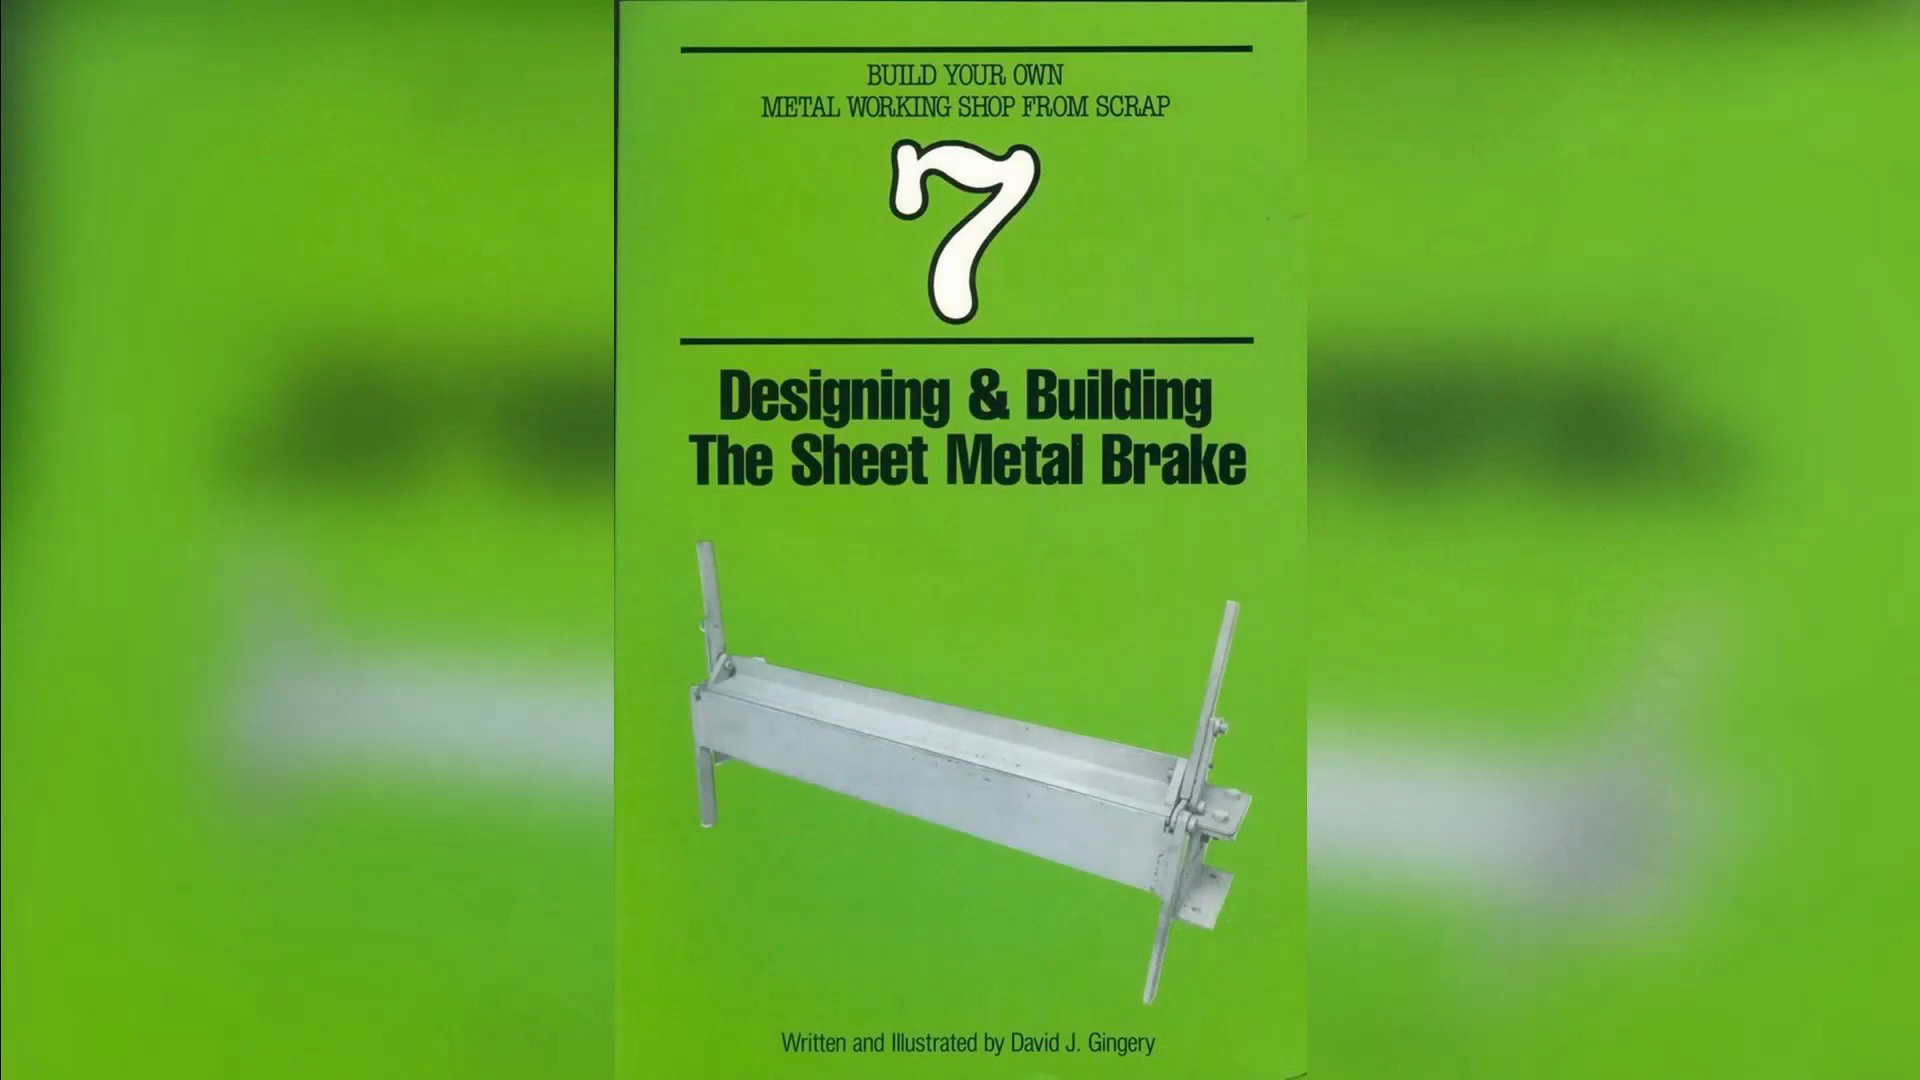 BUILD YOUR OWN
METAL WORKING SHOP FROM SCRAP
7
Designing & Building
The Sheet Metal Brake
Written and Illustrated by David J. Gingery